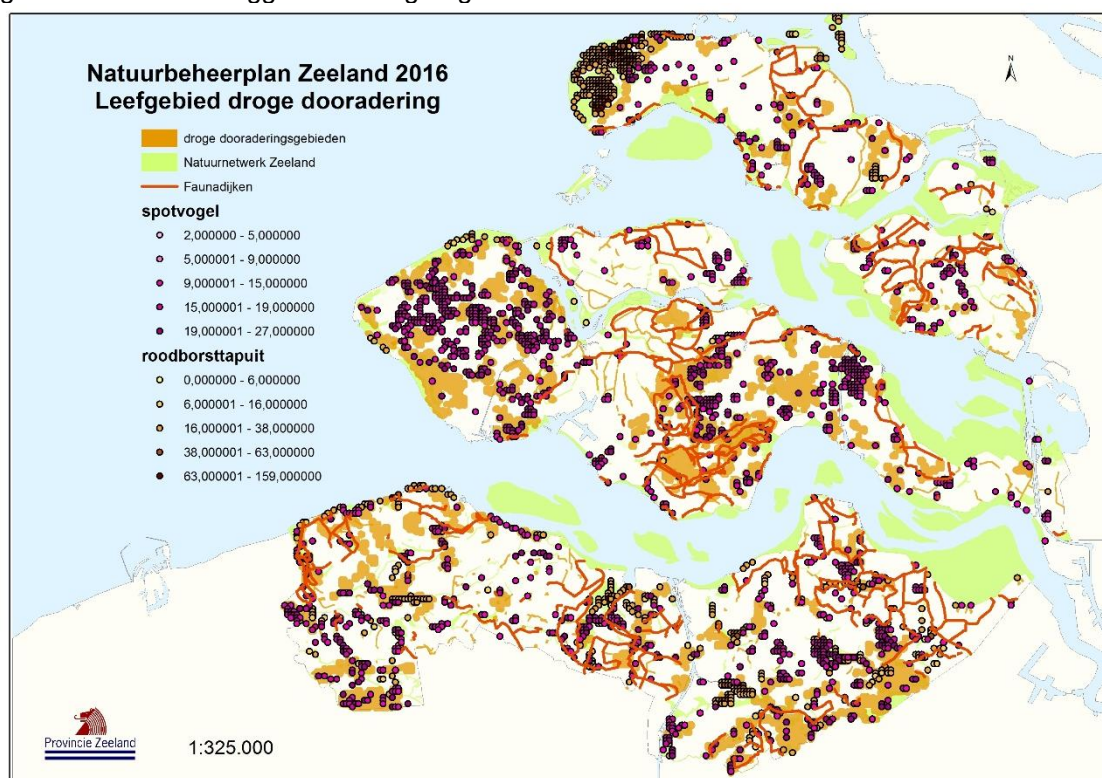 Natuurbeheerplan Zeeland 2016
Leefgebied droge dooradering
N
droge dooraderingsgebieden
Natuurnetwerk Zeeland
Faunadijken
spotvogel
2,000000 - 5,000000
5,000001 - 9,000000
9,000001 - 15,000000
15,000001 - 19,000000
19,000001 - 27,000000
roodborsttapuit
0,000000 - 6,000000
6,000001 - 16,000000
16,000001 - 38,000000
38,000001 - 63,000000
63,000001 - 159,000000
Provincie Zeeland
1:325.000